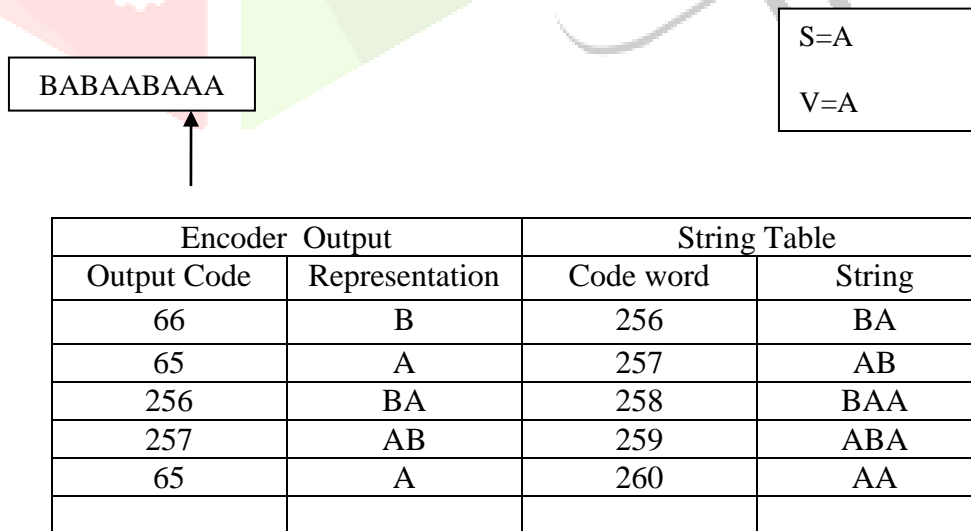 S=A
BABAABAAA
V=A
Encoder Output String Table
Output Code Representation Code word String
66 B 256 BA
65 A 257 AB
256 BA 258 BAA
257 AB 259 ABA
65 A 260 AA